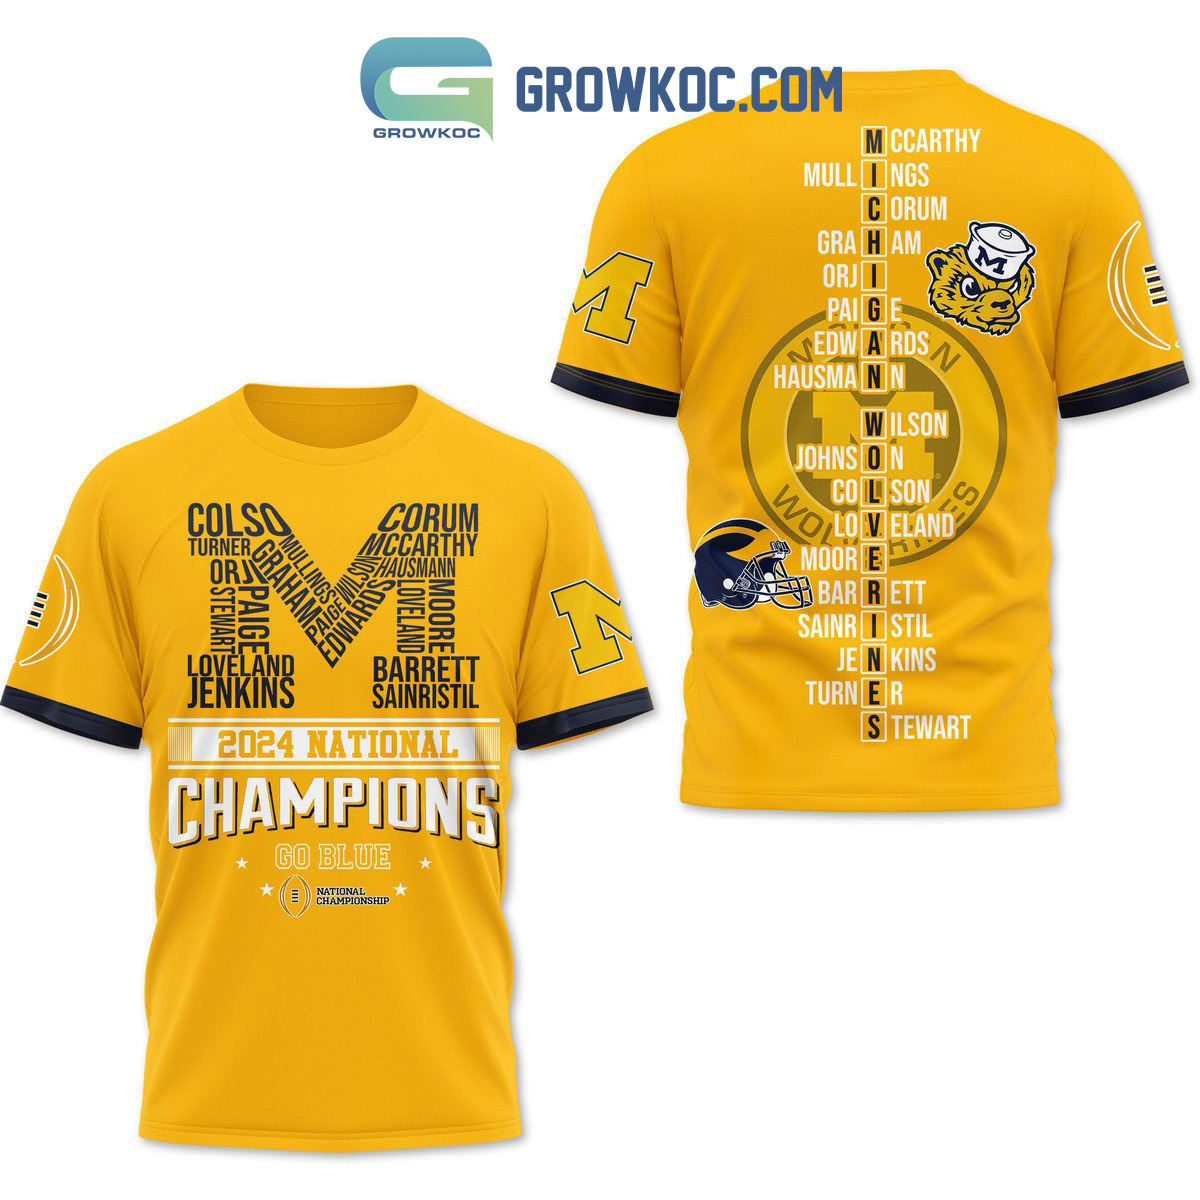 GROWKOC
GROWKOC.COM
MCCARTHY
MULLINGS
CORUM
GRAHAM
ORJI
PAIGE
EDWARDS
HAUSMANN
WILSON
JOHNSON
COLSON
LOVELAND
MOORE
BARRETT
SAINRISTIL
JENKINS
TURNER
STEWART
M
M
M
WOLVERINES
COLSO
TURNER
ORJI
STEWART
PAIGE
LOVELAND
JENKINS
GRAHAM
MULLINGS
PAIGE
WILSON
EDWARDS
CORUM
MCCARTHY
HAUSMANN
LOVELAND
MOORE
BARRETT
SAINRISTIL
M
2024 NATIONAL
CHAMPIONS
GO BLUE
NATIONAL
CHAMPIONSHIP